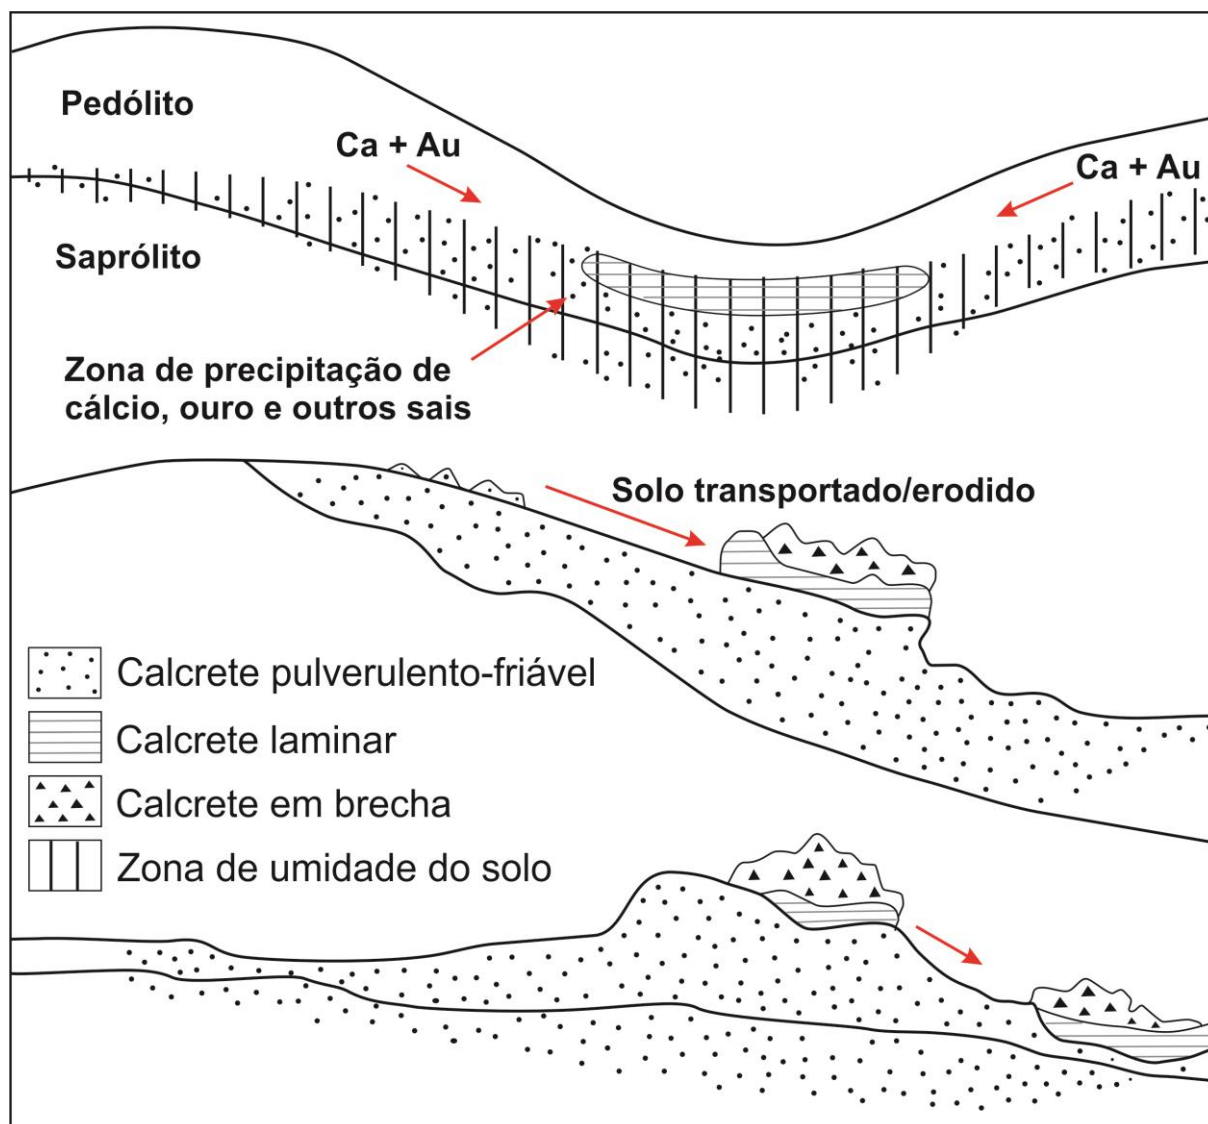 Pedólito
Ca + Au
Ca + Au
Saprólito
Zona de precipitação de
cálcio, ouro e outros sais
Solo transportado/erodido
Calcrete pulverulento-friável
Calcrete laminar
Calcrete em brecha
Zona de umidade do solo